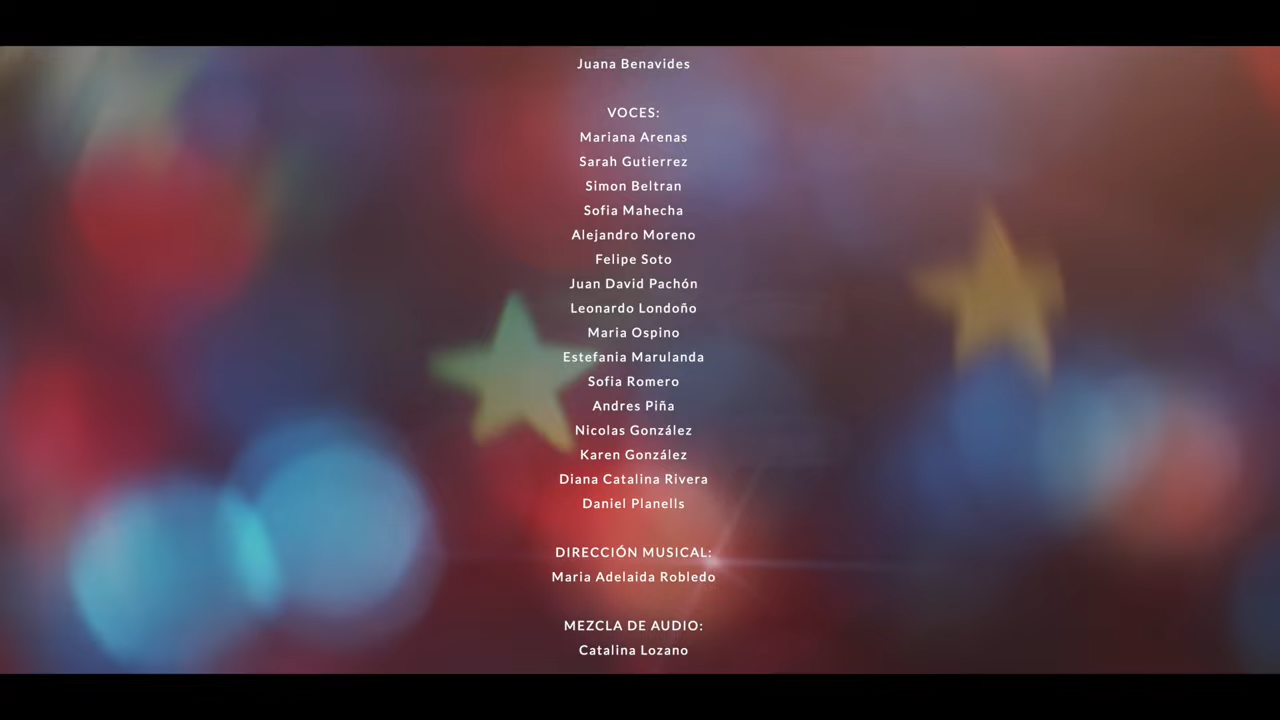 Juana Benavides
VOCES:
Mariana Arenas
Sarah Gutierrez
Simon Beltran
Sofia Mahecha
Alejandro Moreno
Felipe Soto
Juan David Pachón
Leonardo Londoño
Maria Ospino
Estefania Marulanda
Sofia Romero
Andres Piña
Nicolas González
Karen González
Diana Catalina Rivera
Daniel Planells
DIRECCIÓN MUSICAL:
Maria Adelaida Robledo
MEZCLA DE AUDIO:
Catalina Lozano